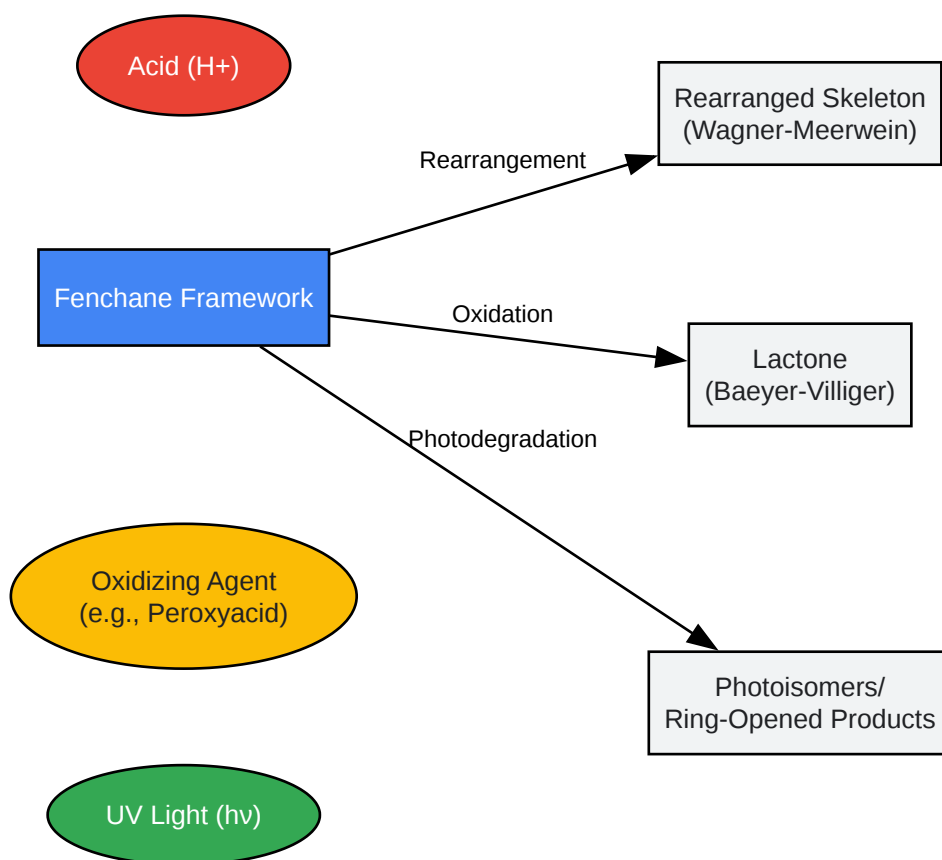 Acid (H+)
Rearranged Skeleton
(Wagner-Meerwein)
Rearrangement
Fenchane Framework
Oxidation
Lactone
(Baeyer-Villiger)
Photodegradation
Oxidizing Agent
(e.g., Peroxyacid)
Photoisomers/
Ring-Opened Products
UV Light (hν)